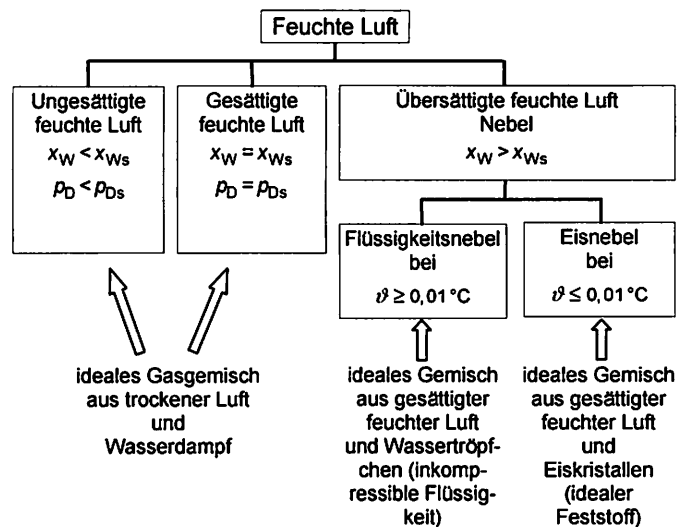 Feuchte Luft
Ungesättigte
feuchte Luft
x_W < x_Ws
p_D < p_Ds
Gesättigte
feuchte Luft
x_W = x_Ws
p_D = p_Ds
Übersättigte feuchte Luft
Nebel
x_W > x_Ws
Flüssigkeitsnebel
bei
ϑ ≥ 0,01 °C
Eisnebel
bei
ϑ ≤ 0,01 °C
ideales Gasgemisch
aus trockener Luft
und
Wasserdampf
ideales Gemisch
aus gesättigter
feuchter Luft
und Wassertröpf-
chen (inkomp-
ressible Flüssig-
keit)
ideales Gemisch
aus gesättigter
feuchter Luft
und
Eiskristallen
(idealer
Feststoff)